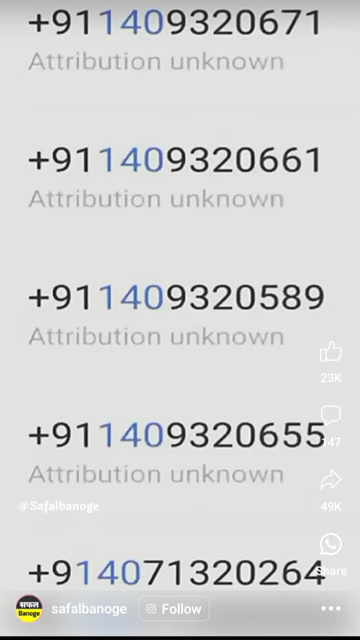 +911409320671
Attribution unknown
+911409320661
Attribution unknown
+911409320589
Attribution unknown
23K
+911409320655
147
Attribution unknown
@Safalbanoge
49K
Share
+914071320264
सफल
Banoge
safalbanoge
Follow